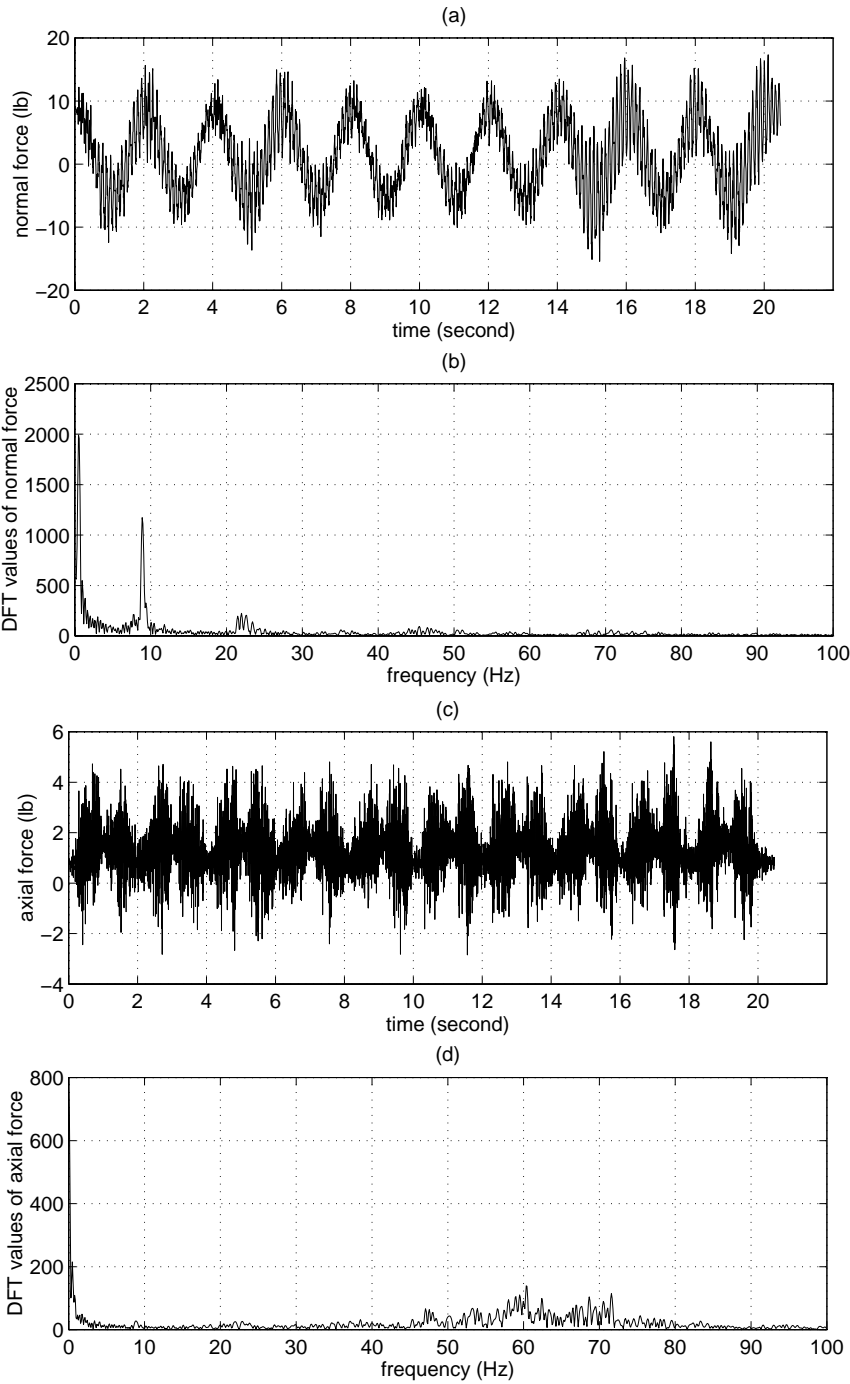 (a)
20
10
0
−10
−20
normal force (lb)
0 2 4 6 8 10 12 14 16 18 20
time (second)
(b)
2500
2000
1500
1000
500
0
DFT values of normal force
0 10 20 30 40 50 60 70 80 90 100
frequency (Hz)
(c)
6
4
2
0
−2
−4
axial force (lb)
0 2 4 6 8 10 12 14 16 18 20
time (second)
(d)
800
600
400
200
0
DFT values of axial force
0 10 20 30 40 50 60 70 80 90 100
frequency (Hz)